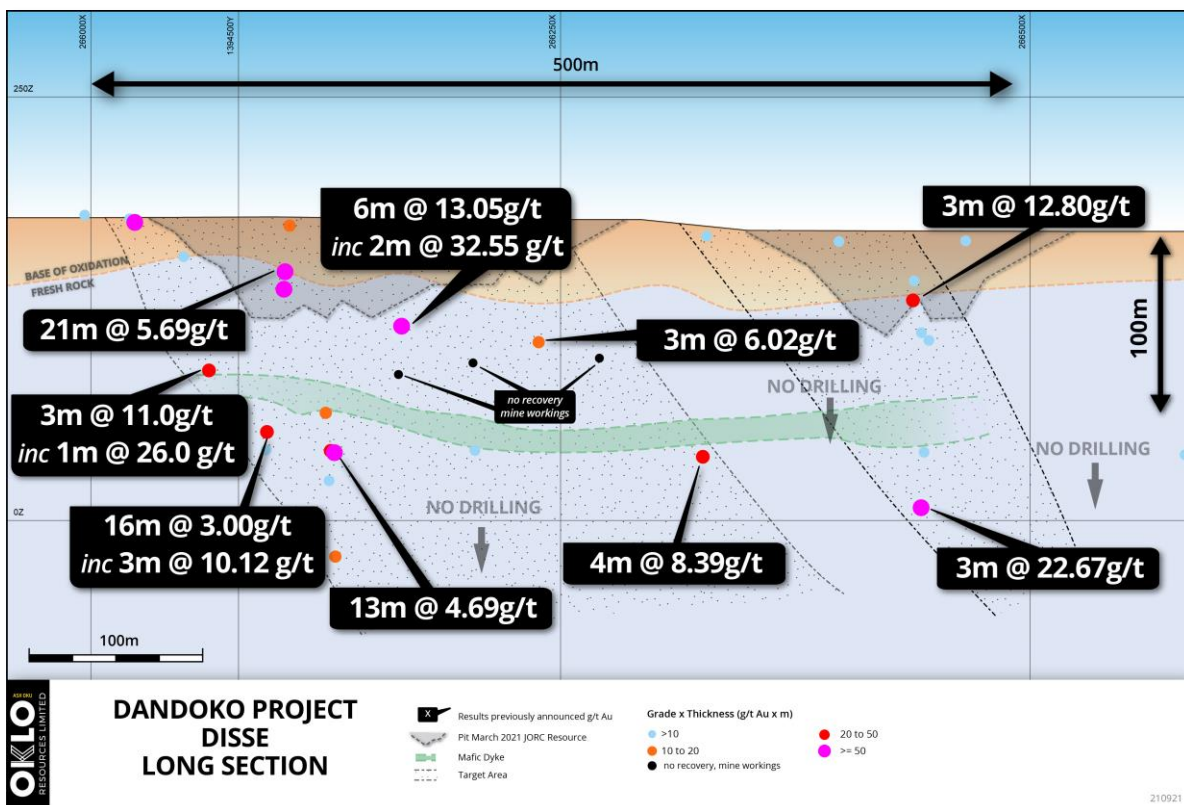 266000X
1394500Y
266250X
266500X
500m
250Z
6m @ 13.05g/t
inc 2m @ 32.55 g/t
3m @ 12.80g/t
BASE OF OXIDATION
FRESH ROCK
21m @ 5.69g/t
3m @ 6.02g/t
100m
no recovery
mine workings
NO DRILLING
3m @ 11.0g/t
inc 1m @ 26.0 g/t
NO DRILLING
NO DRILLING
0Z
16m @ 3.00g/t
inc 3m @ 10.12 g/t
4m @ 8.39g/t
3m @ 22.67g/t
13m @ 4.69g/t
100m
ASX OKU
OKLO
RESOURCES LIMITED
DANDOKO PROJECT
DISSE
LONG SECTION
X
Results previously announced g/t Au
Pit March 2021 JORC Resource
Mafic Dyke
Target Area
Grade x Thickness (g/t Au x m)
>10
10 to 20
no recovery, mine workings
20 to 50
>= 50
210921